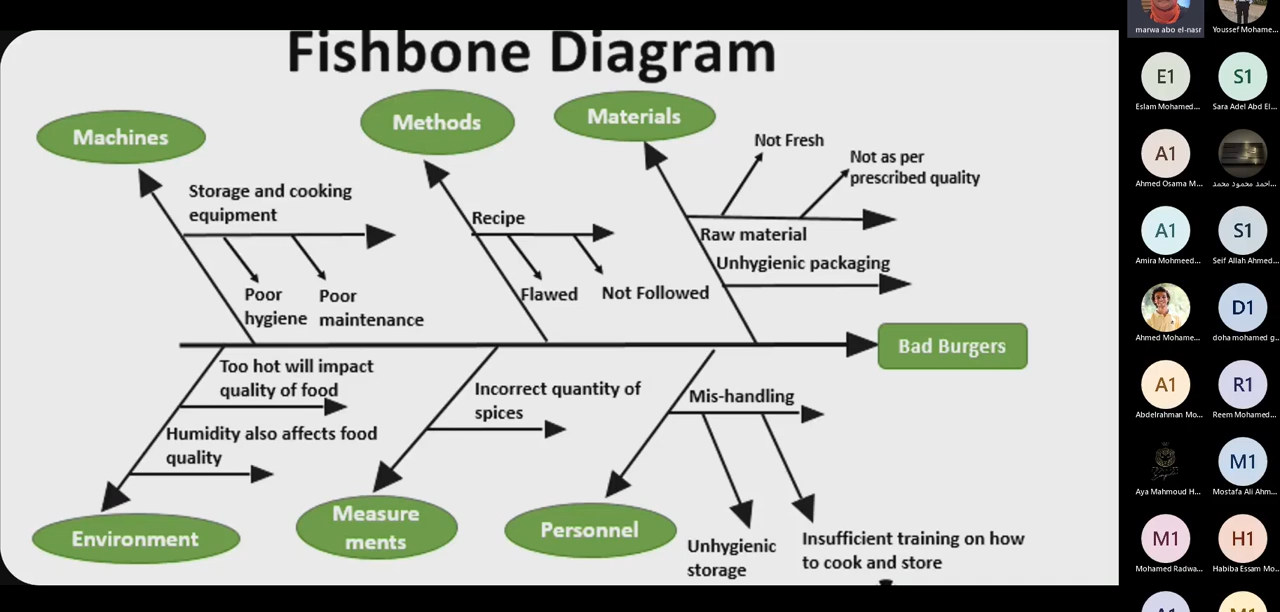 Fishbone Diagram
Machines
Methods
Materials
Storage and cooking
equipment
Poor
hygiene
Poor
maintenance
Recipe
Flawed
Not Followed
Not Fresh
Not as per
prescribed quality
Raw material
Unhygienic packaging
Bad Burgers
Too hot will impact
quality of food
Humidity also affects food
quality
Incorrect quantity of
spices
Mis-handling
Unhygienic
storage
Insufficient training on how
to cook and store
Environment
Measure
ments
Personnel
marwa abo el-nasr
Youssef Mohame...
E1
Eslam Mohamed...
S1
Sara Adel Abd El...
A1
Ahmed Osama M...
احمد محمود محمد...
A1
Amira Mohmeed...
S1
Seif Allah Ahmed...
Ahmed Mohame...
D1
doha mohamed g...
A1
Abdelrahman Mo...
R1
Reem Mohamed...
Aya Mahmoud H...
M1
Mostafa Ali Ahm...
M1
Mohamed Radwa...
H1
Habiba Essam Mo...